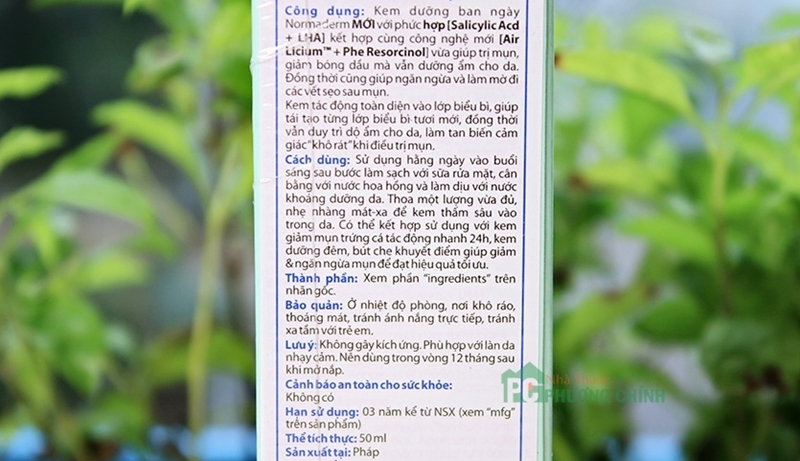 Công dụng: Kem dưỡng ban ngày
Normaderm MỚI với phức hợp [Salicylic Acd
+ LHA] kết hợp cùng công nghệ mới [Air
Licium™ + Phe Resorcinol] vừa giúp trị mụn,
giảm bóng dầu mà vẫn dưỡng ẩm cho da.
Đồng thời cũng giúp ngăn ngừa và làm mờ đi
các vết sẹo sau mụn.
Kem tác động toàn diện vào lớp biểu bì, giúp
tái tạo từng lớp biểu bì tươi mới, đồng thời
vẫn duy trì độ ẩm cho da, làm tan biến cảm
giác "khô rát" khi điều trị mụn.
Cách dùng: Sử dụng hằng ngày vào buổi
sáng sau bước làm sạch với sữa rửa mặt, cân
bằng với nước hoa hồng và làm dịu với nước
khoáng dưỡng da. Thoa một lượng vừa đủ,
nhẹ nhàng mát-xa để kem thấm sâu vào
trong da. Có thể kết hợp sử dụng với kem
giảm mụn trứng cá tác động nhanh 24h, kem
dưỡng đêm, bút che khuyết điểm giúp giảm
& ngăn ngừa mụn để đạt hiệu quả tối ưu.
Thành phần: Xem phần "ingredients" trên
nhãn gốc.
Bảo quản: Ở nhiệt độ phòng, nơi khô ráo,
thoáng mát, tránh ánh nắng trực tiếp, tránh
xa tầm với trẻ em.
Lưu ý: Không gây kích ứng. Phù hợp với làn da
nhạy cảm. Nên dùng trong vòng 12 tháng sau
khi mở nắp.
Cảnh báo an toàn cho sức khỏe:
Không có
Hạn sử dụng: 03 năm kể từ NSX (xem "mfg"
trên sản phẩm)
Thể tích thực: 50 ml
Sản xuất tại: Pháp
PC
PHƯƠNG CHÍNH